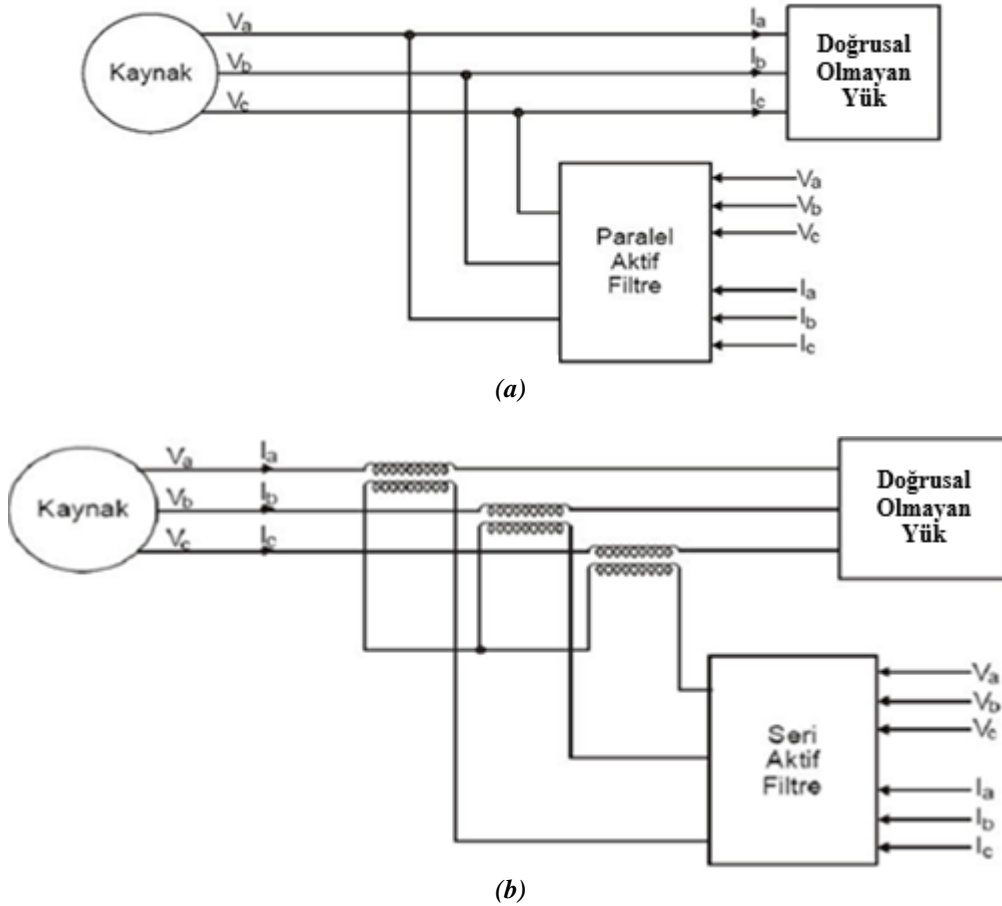 Kaynak
Va
Vb
Vc
Ia
Ib
Ic
Doğrusal
Olmayan
Yük
Paralel
Aktif
Filtre
Va
Vb
Vc
Ia
Ib
Ic
(a)
Kaynak
Va
Vb
Vc
Ia
Ib
Ic
Doğrusal
Olmayan
Yük
Seri
Aktif
Filtre
Va
Vb
Vc
Ia
Ib
Ic
(b)